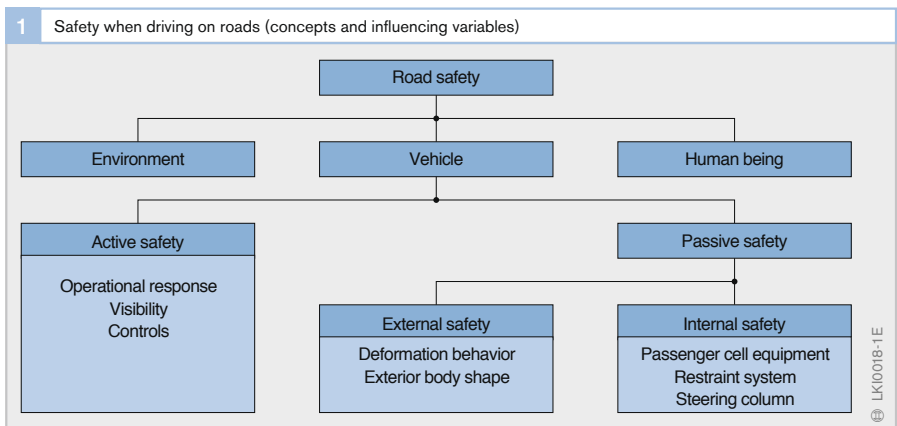 1 Safety when driving on roads (concepts and influencing variables)
Road safety
Environment
Vehicle
Human being
Active safety
Operational response
Visibility
Controls
Passive safety
External safety
Deformation behavior
Exterior body shape
Internal safety
Passenger cell equipment
Restraint system
Steering column
LKI0018-1E